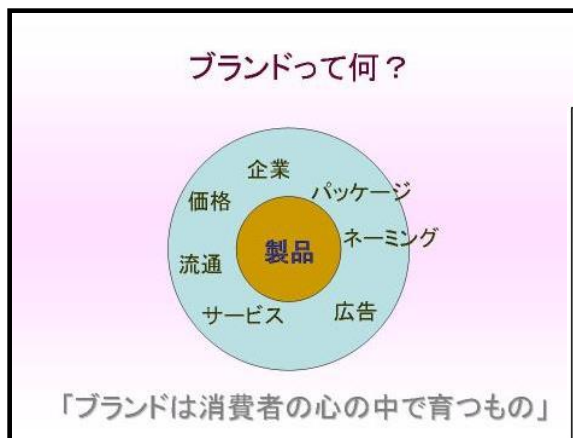 ブランドって何？
企業
パッケージ
価格
ネーミング
製品
流通
サービス
広告
「ブランドは消費者の心の中で育つもの」